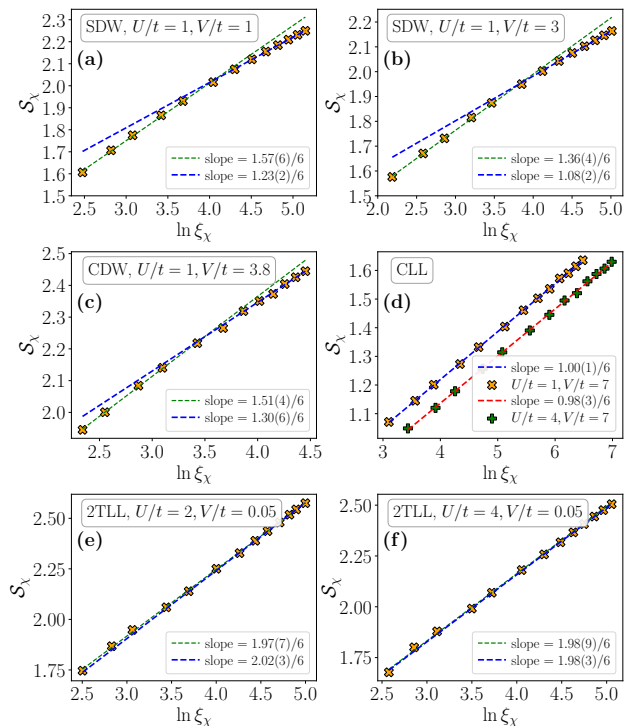 SDW, U/t = 1, V/t = 1
(a)
2.3
2.2
2.1
2.0
1.9
1.8
1.7
1.6
1.5
S_χ
slope = 1.57(6)/6
slope = 1.23(2)/6
2.5 3.0 3.5 4.0 4.5 5.0
ln ξ_χ
SDW, U/t = 1, V/t = 3
(b)
2.2
2.1
2.0
1.9
1.8
1.7
1.6
1.5
S_χ
slope = 1.36(4)/6
slope = 1.08(2)/6
2.0 2.5 3.0 3.5 4.0 4.5 5.0
ln ξ_χ
CDW, U/t = 1, V/t = 3.8
(c)
2.5
2.4
2.3
2.2
2.1
2.0
S_χ
slope = 1.51(4)/6
slope = 1.30(6)/6
2.5 3.0 3.5 4.0 4.5
ln ξ_χ
CLL
(d)
1.6
1.5
1.4
1.3
1.2
1.1
S_χ
slope = 1.00(1)/6
U/t = 1, V/t = 7
slope = 0.98(3)/6
U/t = 4, V/t = 7
3 4 5 6 7
ln ξ_χ
2TLL, U/t = 2, V/t = 0.05
(e)
2.50
2.25
2.00
1.75
S_χ
slope = 1.97(7)/6
slope = 2.02(3)/6
2.5 3.0 3.5 4.0 4.5 5.0
ln ξ_χ
2TLL, U/t = 4, V/t = 0.05
(f)
2.50
2.25
2.00
1.75
S_χ
slope = 1.98(9)/6
slope = 1.98(3)/6
2.5 3.0 3.5 4.0 4.5 5.0
ln ξ_χ